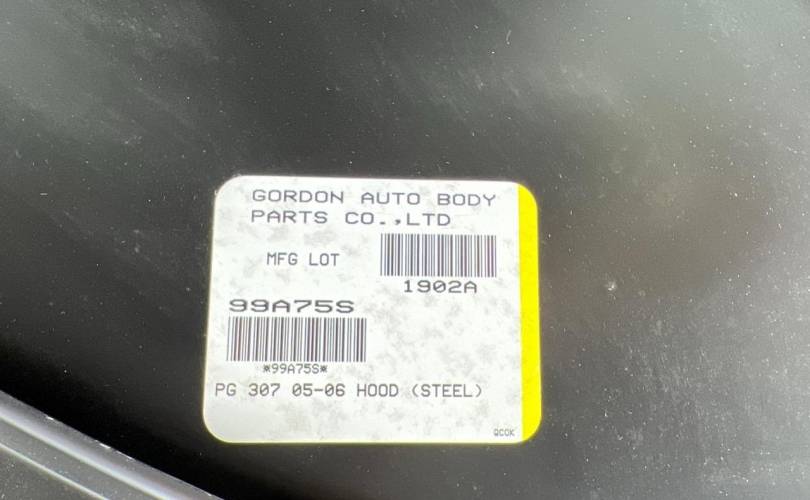 GORDON AUTO BODY
PARTS CO.,LTD
MFG LOT
1902A
99A75S
*99A75S*
PG 307 05-06 HOOD (STEEL)
QCOK